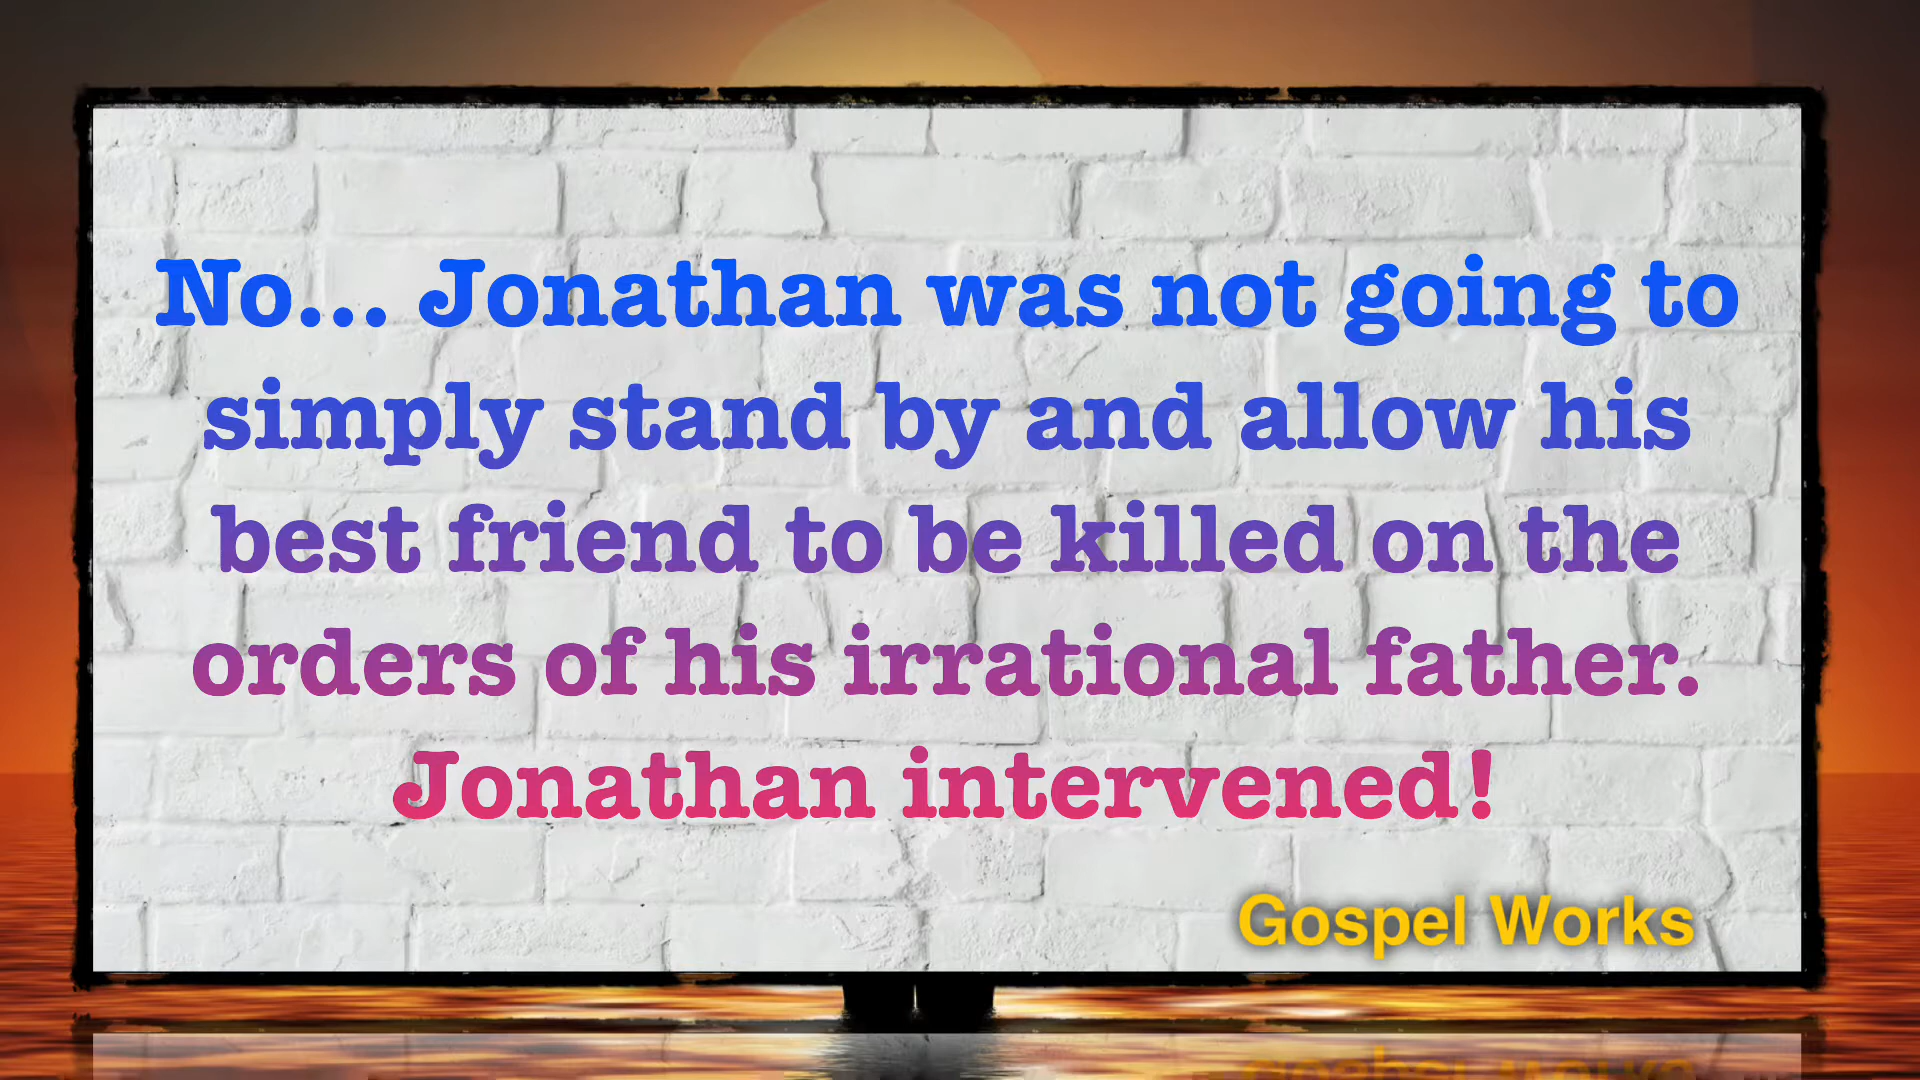 No... Jonathan was not going to
simply stand by and allow his
best friend to be killed on the
orders of his irrational father.
Jonathan intervened!
Gospel Works